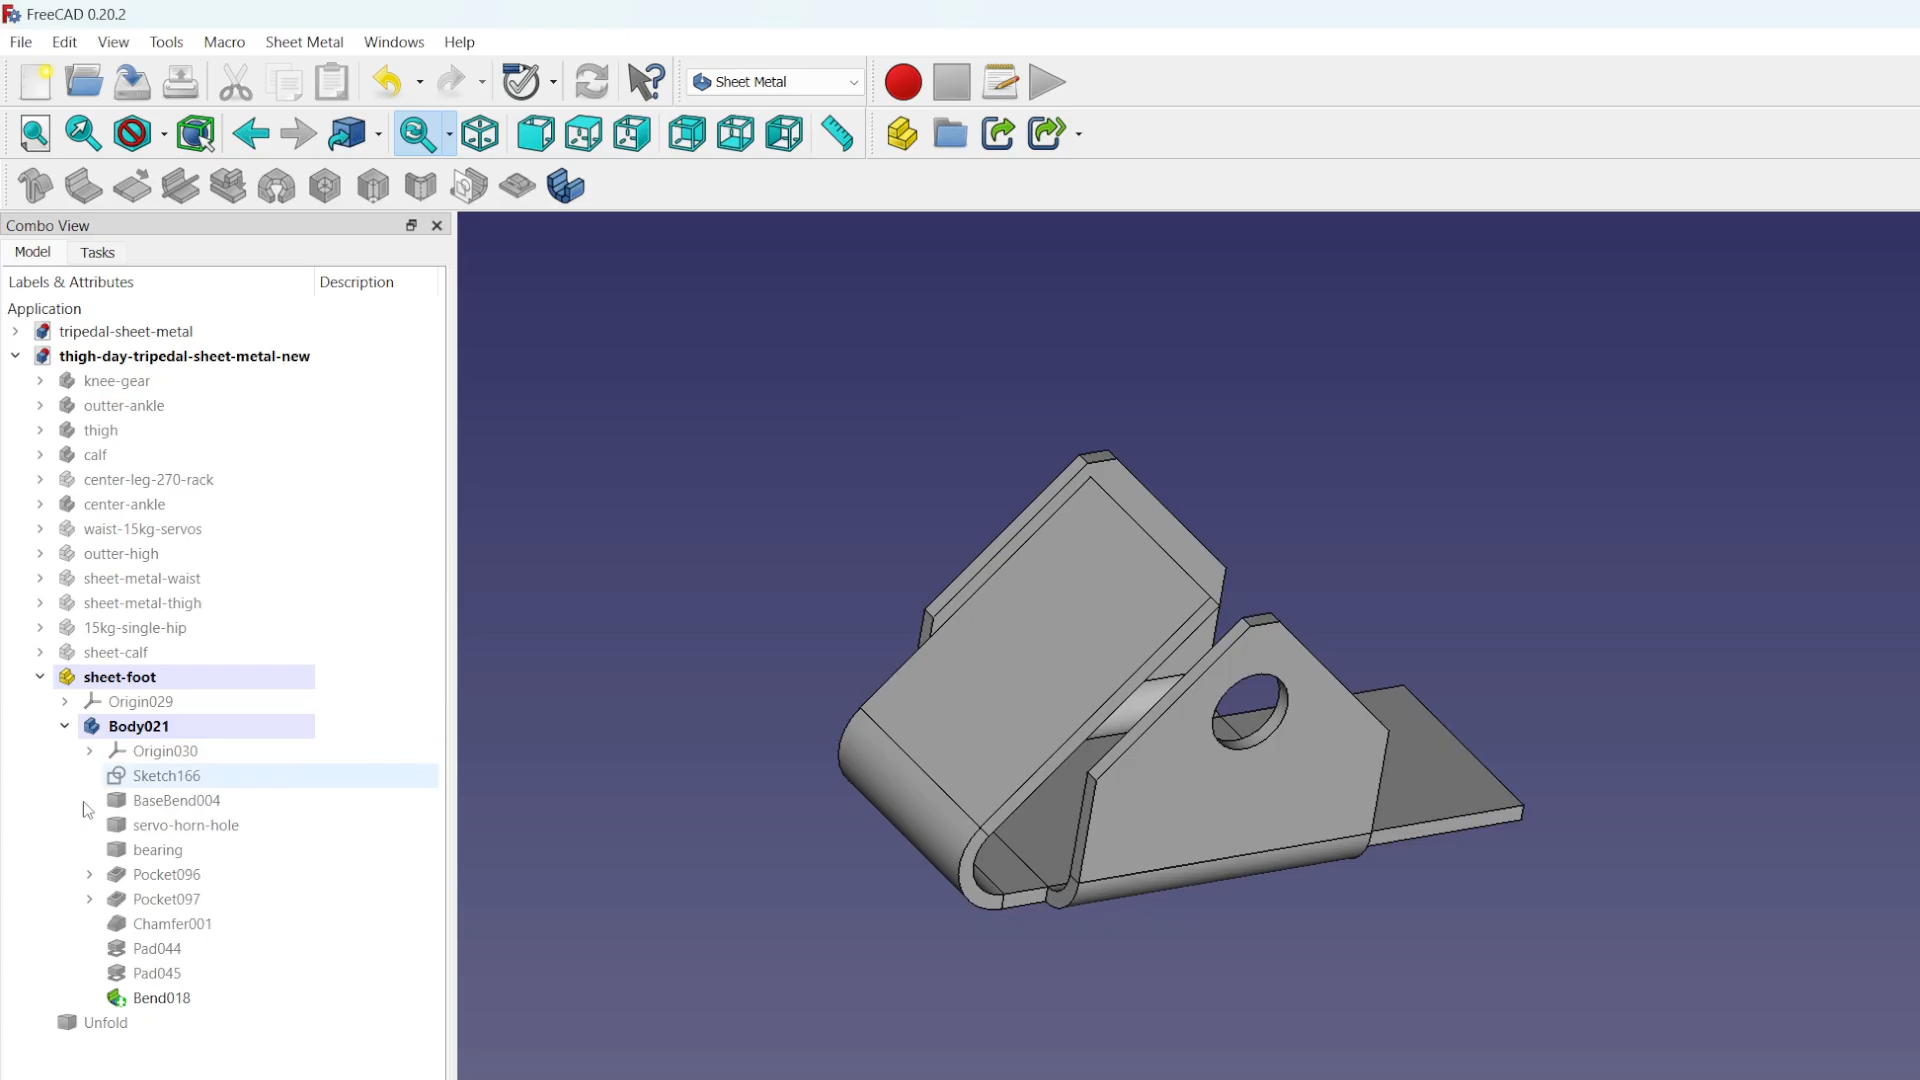 FreeCAD 0.20.2
File Edit View Tools Macro Sheet Metal Windows Help
Sheet Metal
Combo View
Model Tasks
Labels & Attributes Description
Application
tripedal-sheet-metal
thigh-day-tripedal-sheet-metal-new
knee-gear
outter-ankle
thigh
calf
center-leg-270-rack
center-ankle
waist-15kg-servos
outter-high
sheet-metal-waist
sheet-metal-thigh
15kg-single-hip
sheet-calf
sheet-foot
Origin029
Body021
Origin030
Sketch166
BaseBend004
servo-horn-hole
bearing
Pocket096
Pocket097
Chamfer001
Pad044
Pad045
Bend018
Unfold